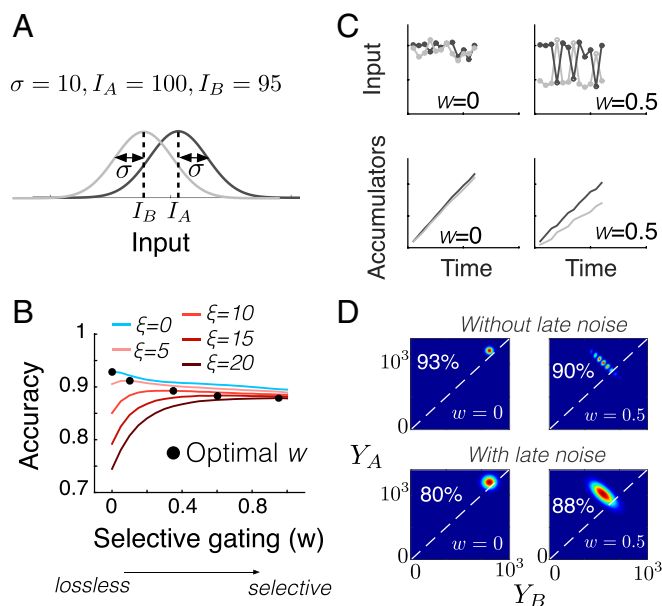 A
σ = 10, I_A = 100, I_B = 95
σ σ
I_B I_A
Input
B
ξ=0 ξ=10
ξ=5 ξ=15
ξ=20
Accuracy
1
0.9
0.8
0.7
Optimal w
0 0.4 0.8
Selective gating (w)
lossless selective
C
Input
w=0 w=0.5
Accumulators
w=0 w=0.5
Time Time
D
Without late noise
10³
93% 90%
w = 0 w = 0.5
0
Y_A
With late noise
10³
80% 88%
w = 0 w = 0.5
0
0 10³ 0 10³
Y_B